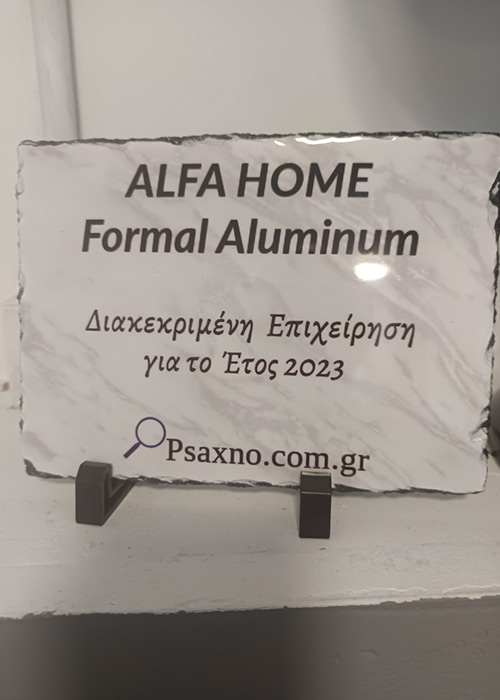 ALFA HOME
Formal Aluminum
Διακεκριμένη Επιχείρηση
για το Έτος 2023
Psaxno.com.gr